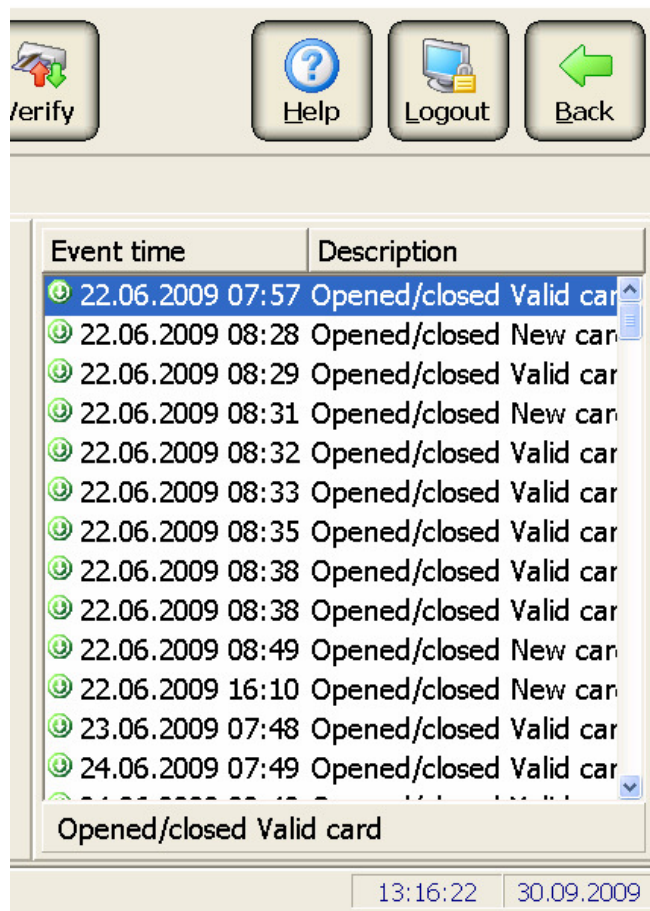 erify Help Logout Back
Event time Description
22.06.2009 07:57 Opened/closed Valid car
22.06.2009 08:28 Opened/closed New car
22.06.2009 08:29 Opened/closed Valid car
22.06.2009 08:31 Opened/closed New car
22.06.2009 08:32 Opened/closed Valid car
22.06.2009 08:33 Opened/closed Valid car
22.06.2009 08:35 Opened/closed Valid car
22.06.2009 08:38 Opened/closed Valid car
22.06.2009 08:38 Opened/closed Valid car
22.06.2009 08:49 Opened/closed New car
22.06.2009 16:10 Opened/closed New car
23.06.2009 07:48 Opened/closed Valid car
24.06.2009 07:49 Opened/closed Valid car
Opened/closed Valid card
13:16:22 30.09.2009